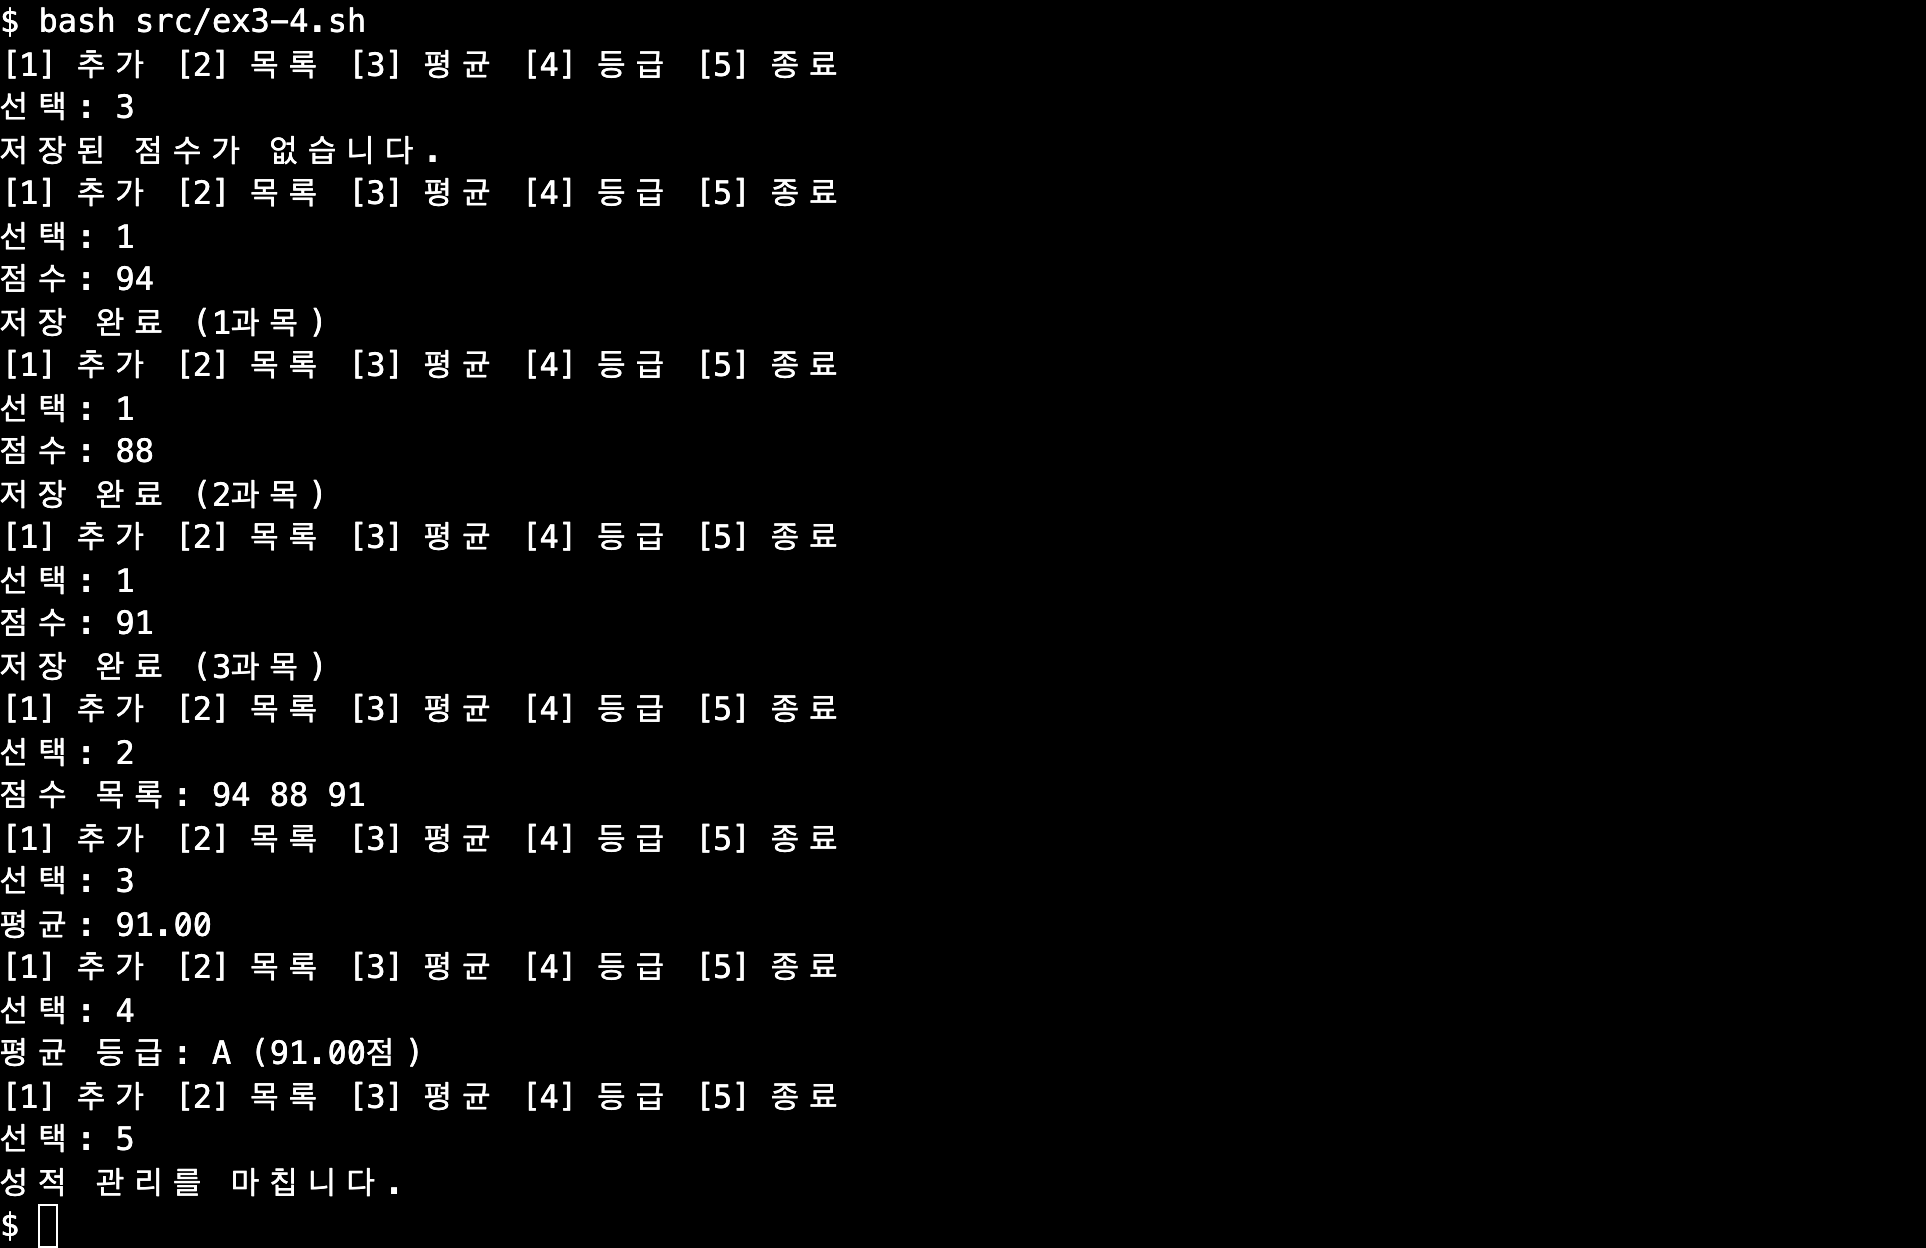 $ bash src/ex3-4.sh
[1] 추가 [2] 목록 [3] 평균 [4] 등급 [5] 종료
선택: 3
저장된 점수가 없습니다.
[1] 추가 [2] 목록 [3] 평균 [4] 등급 [5] 종료
선택: 1
점수: 94
저장 완료 (1과목)
[1] 추가 [2] 목록 [3] 평균 [4] 등급 [5] 종료
선택: 1
점수: 88
저장 완료 (2과목)
[1] 추가 [2] 목록 [3] 평균 [4] 등급 [5] 종료
선택: 1
점수: 91
저장 완료 (3과목)
[1] 추가 [2] 목록 [3] 평균 [4] 등급 [5] 종료
선택: 2
점수 목록: 94 88 91
[1] 추가 [2] 목록 [3] 평균 [4] 등급 [5] 종료
선택: 3
평균: 91.00
[1] 추가 [2] 목록 [3] 평균 [4] 등급 [5] 종료
선택: 4
평균 등급: A (91.00점)
[1] 추가 [2] 목록 [3] 평균 [4] 등급 [5] 종료
선택: 5
성적 관리를 마칩니다.
$